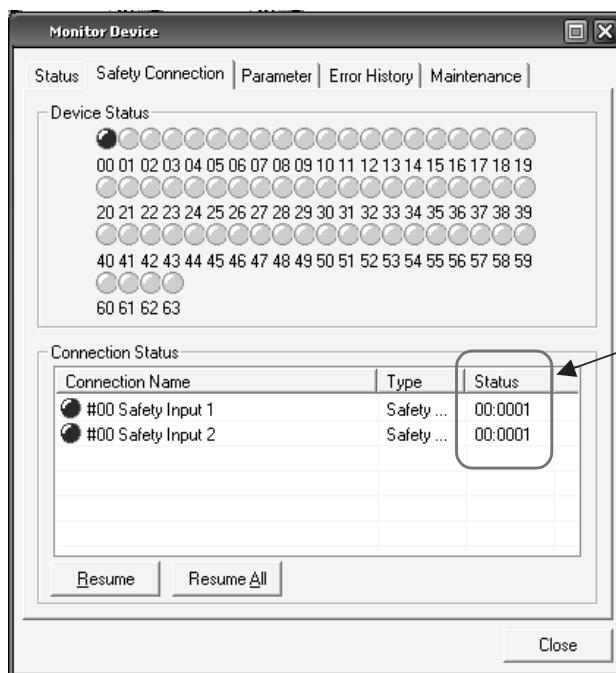 Monitor Device
Status Safety Connection Parameter Error History Maintenance
Device Status
00 01 02 03 04 05 06 07 08 09 10 11 12 13 14 15 16 17 18 19
20 21 22 23 24 25 26 27 28 29 30 31 32 33 34 35 36 37 38 39
40 41 42 43 44 45 46 47 48 49 50 51 52 53 54 55 56 57 58 59
60 61 62 63
Connection Status
Connection Name Type Status
#00 Safety Input 1 Safety ... 00:0001
#00 Safety Input 2 Safety ... 00:0001
Resume Resume All
Close